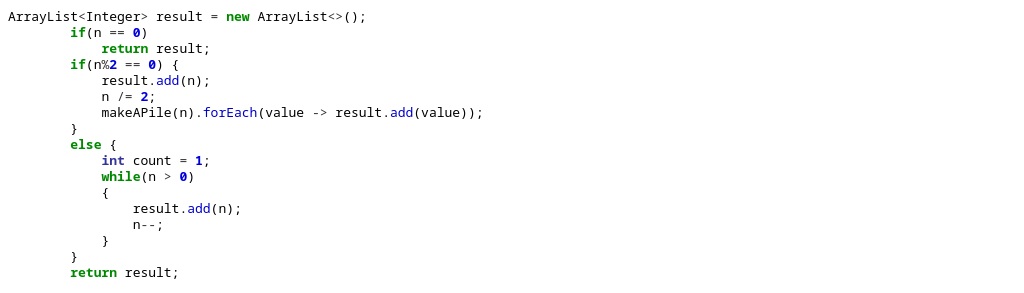 ArrayList<Integer> result = new ArrayList<>();
        if(n == 0)
            return result;
        if(n%2 == 0) {
            result.add(n);
            n /= 2;
            makeAPile(n).forEach(value -> result.add(value));
        }
        else {
            int count = 1;
            while(n > 0)
            {
                result.add(n);
                n--;
            }
        }
        return result;